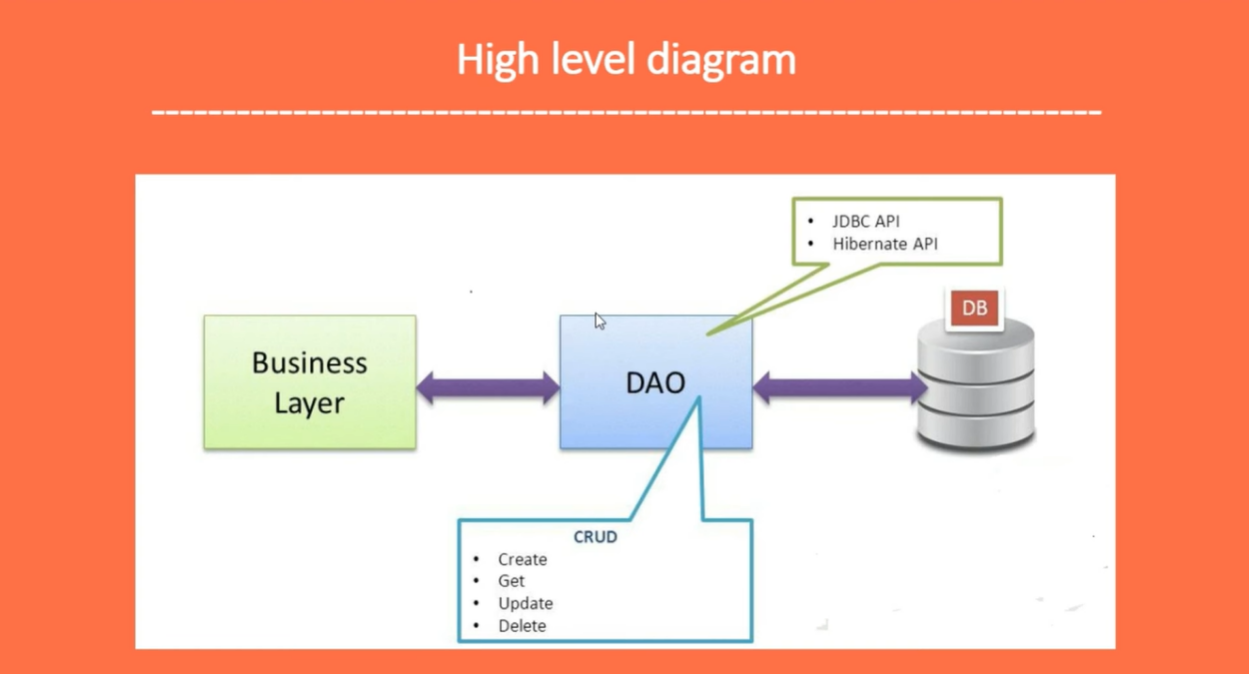 High level diagram
• JDBC API
• Hibernate API
DB
Business
Layer
DAO
CRUD
• Create
• Get
• Update
• Delete